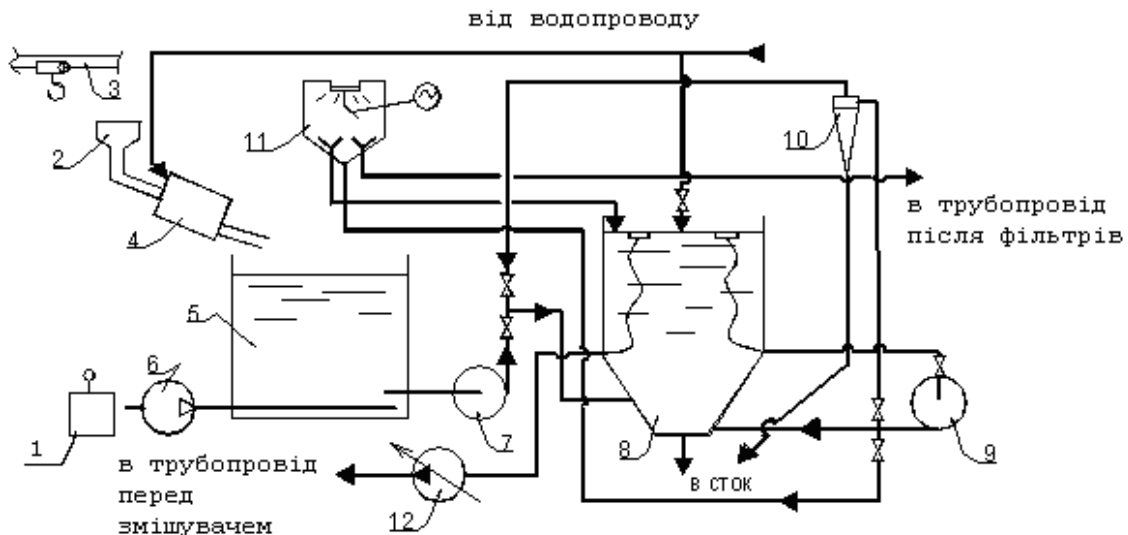 від водопроводу
3
2
11
10
4
в трубопровід
після фільтрів
5
6
1
7
8
9
в трубопровід
перед
змішувачем
12
в сток